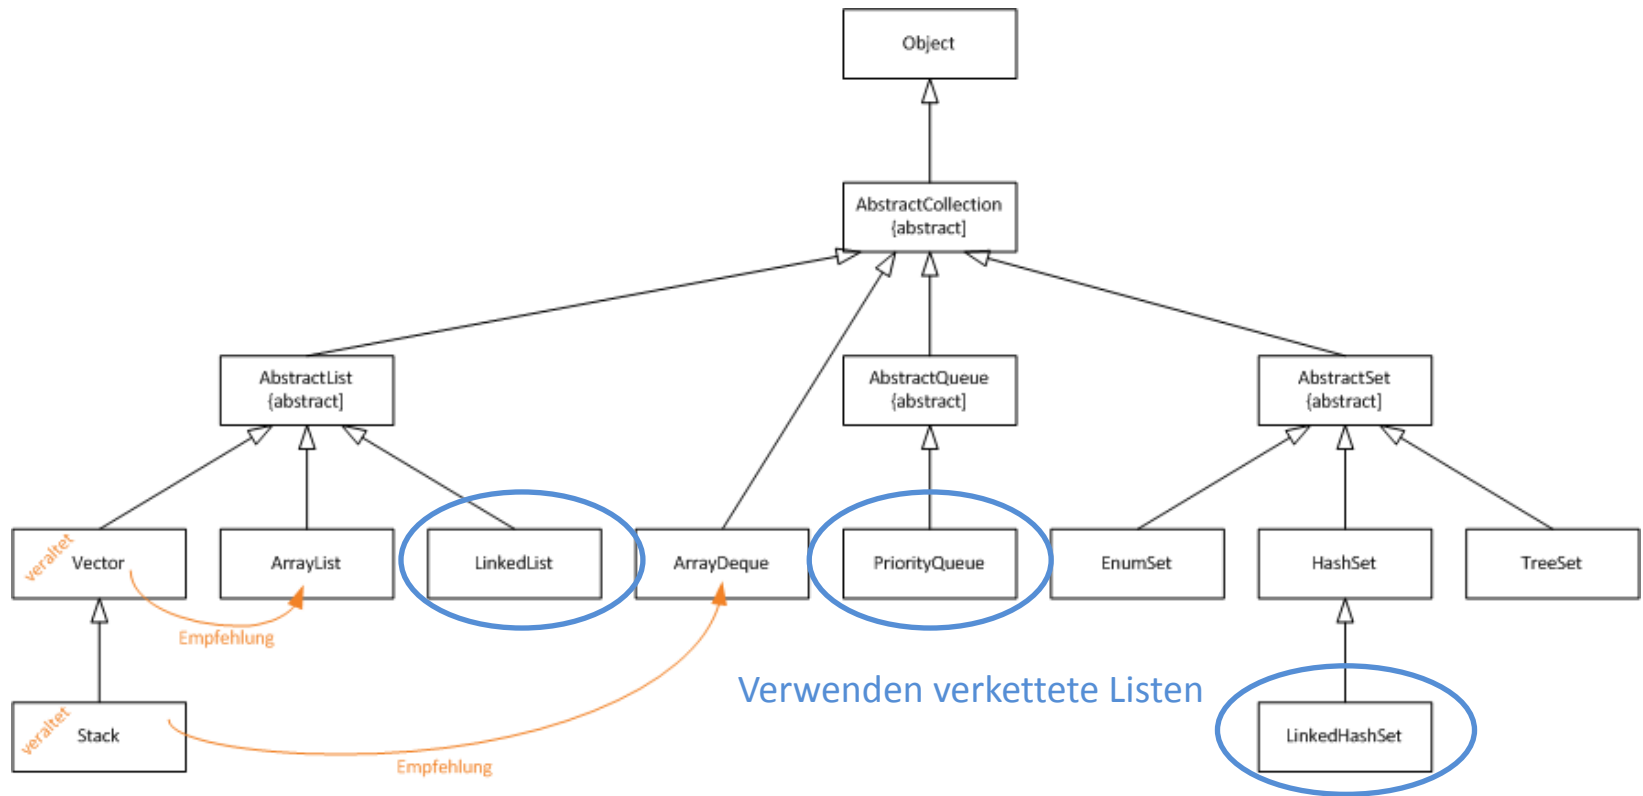 Object
AbstractCollection
{abstract]
AbstractList
{abstract]
AbstractQueue
{abstract]
AbstractSet
{abstract]
veraltet
Vector
ArrayList
LinkedList
ArrayDeque
PriorityQueue
EnumSet
HashSet
TreeSet
Empfehlung
Verwenden verkettete Listen
veraltet
Stack
LinkedHashSet
Empfehlung